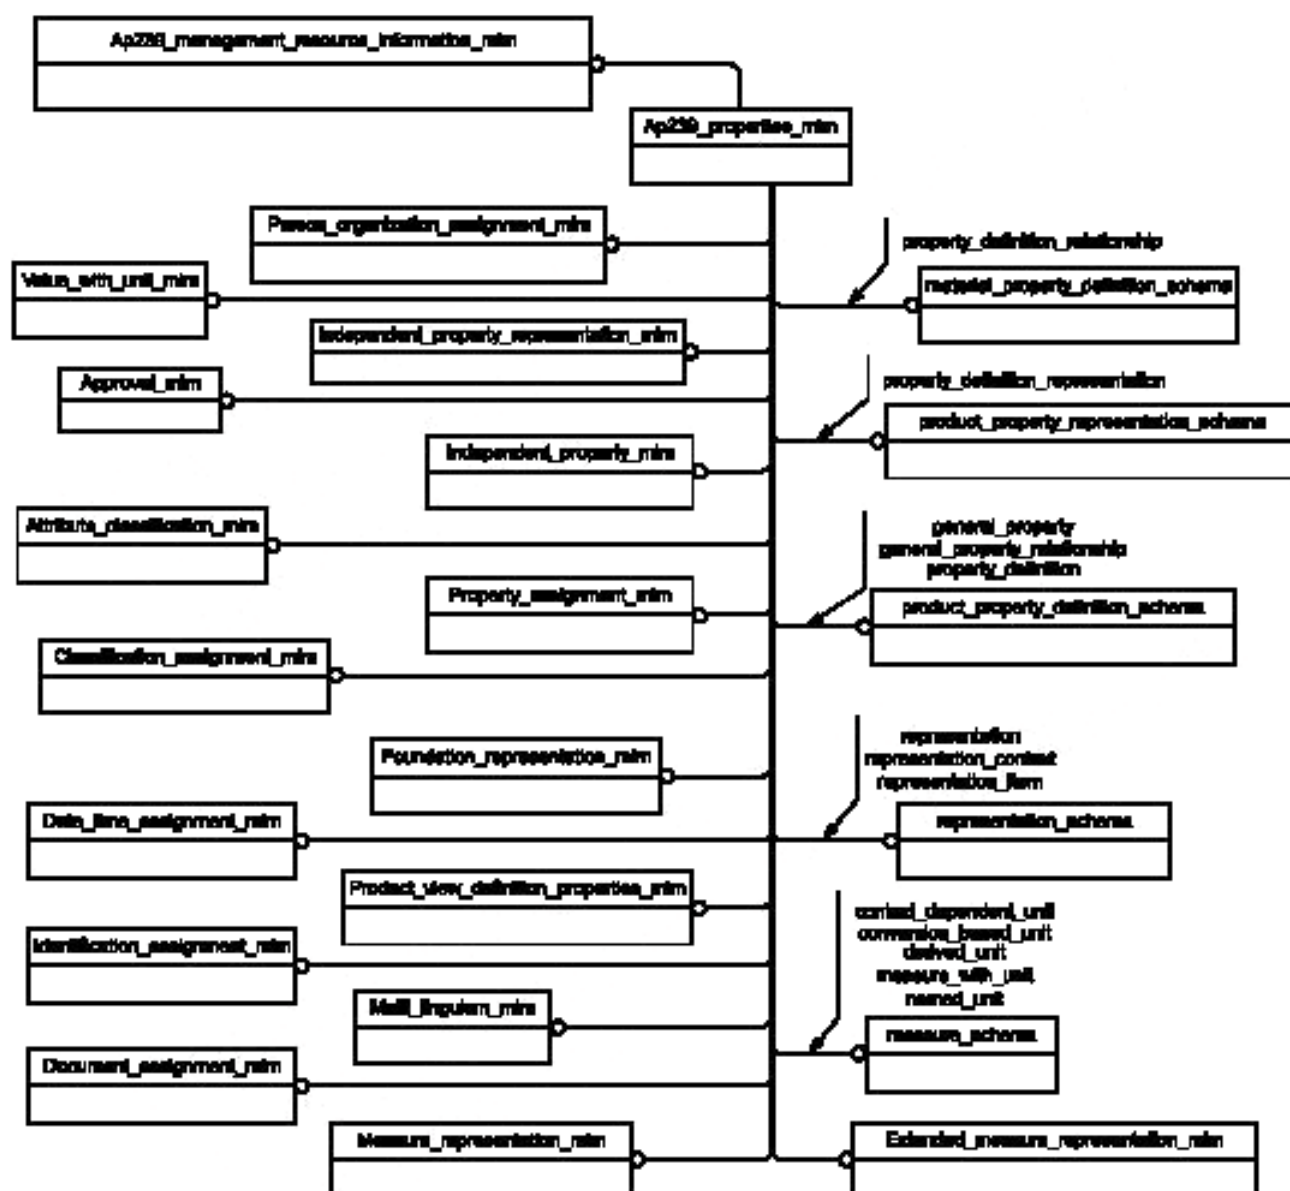 Ap239_management_resource_information_mim
Ap239_properties_mim
Person_organization_assignment_mim
property_definition_relationship
Value_with_unit_mim
material_property_definition_schema
Independent_property_representation_mim
Approval_mim
property_definition_representation
product_property_representation_schema
Independent_property_mim
Attribute_classification_mim
general_property
general_property_relationship
property_definition
Property_assignment_mim
product_property_definition_schema
Classification_assignment_mim
Foundation_representation_mim
representation
representation_context
representation_item
Date_time_assignment_mim
representation_schema
Product_view_definition_properties_mim
context_dependent_unit
conversion_based_unit
derived_unit
measure_with_unit
named_unit
Identification_assignment_mim
Multi_linguism_mim
measure_schema
Document_assignment_mim
Measure_representation_mim
Extended_measure_representation_mim